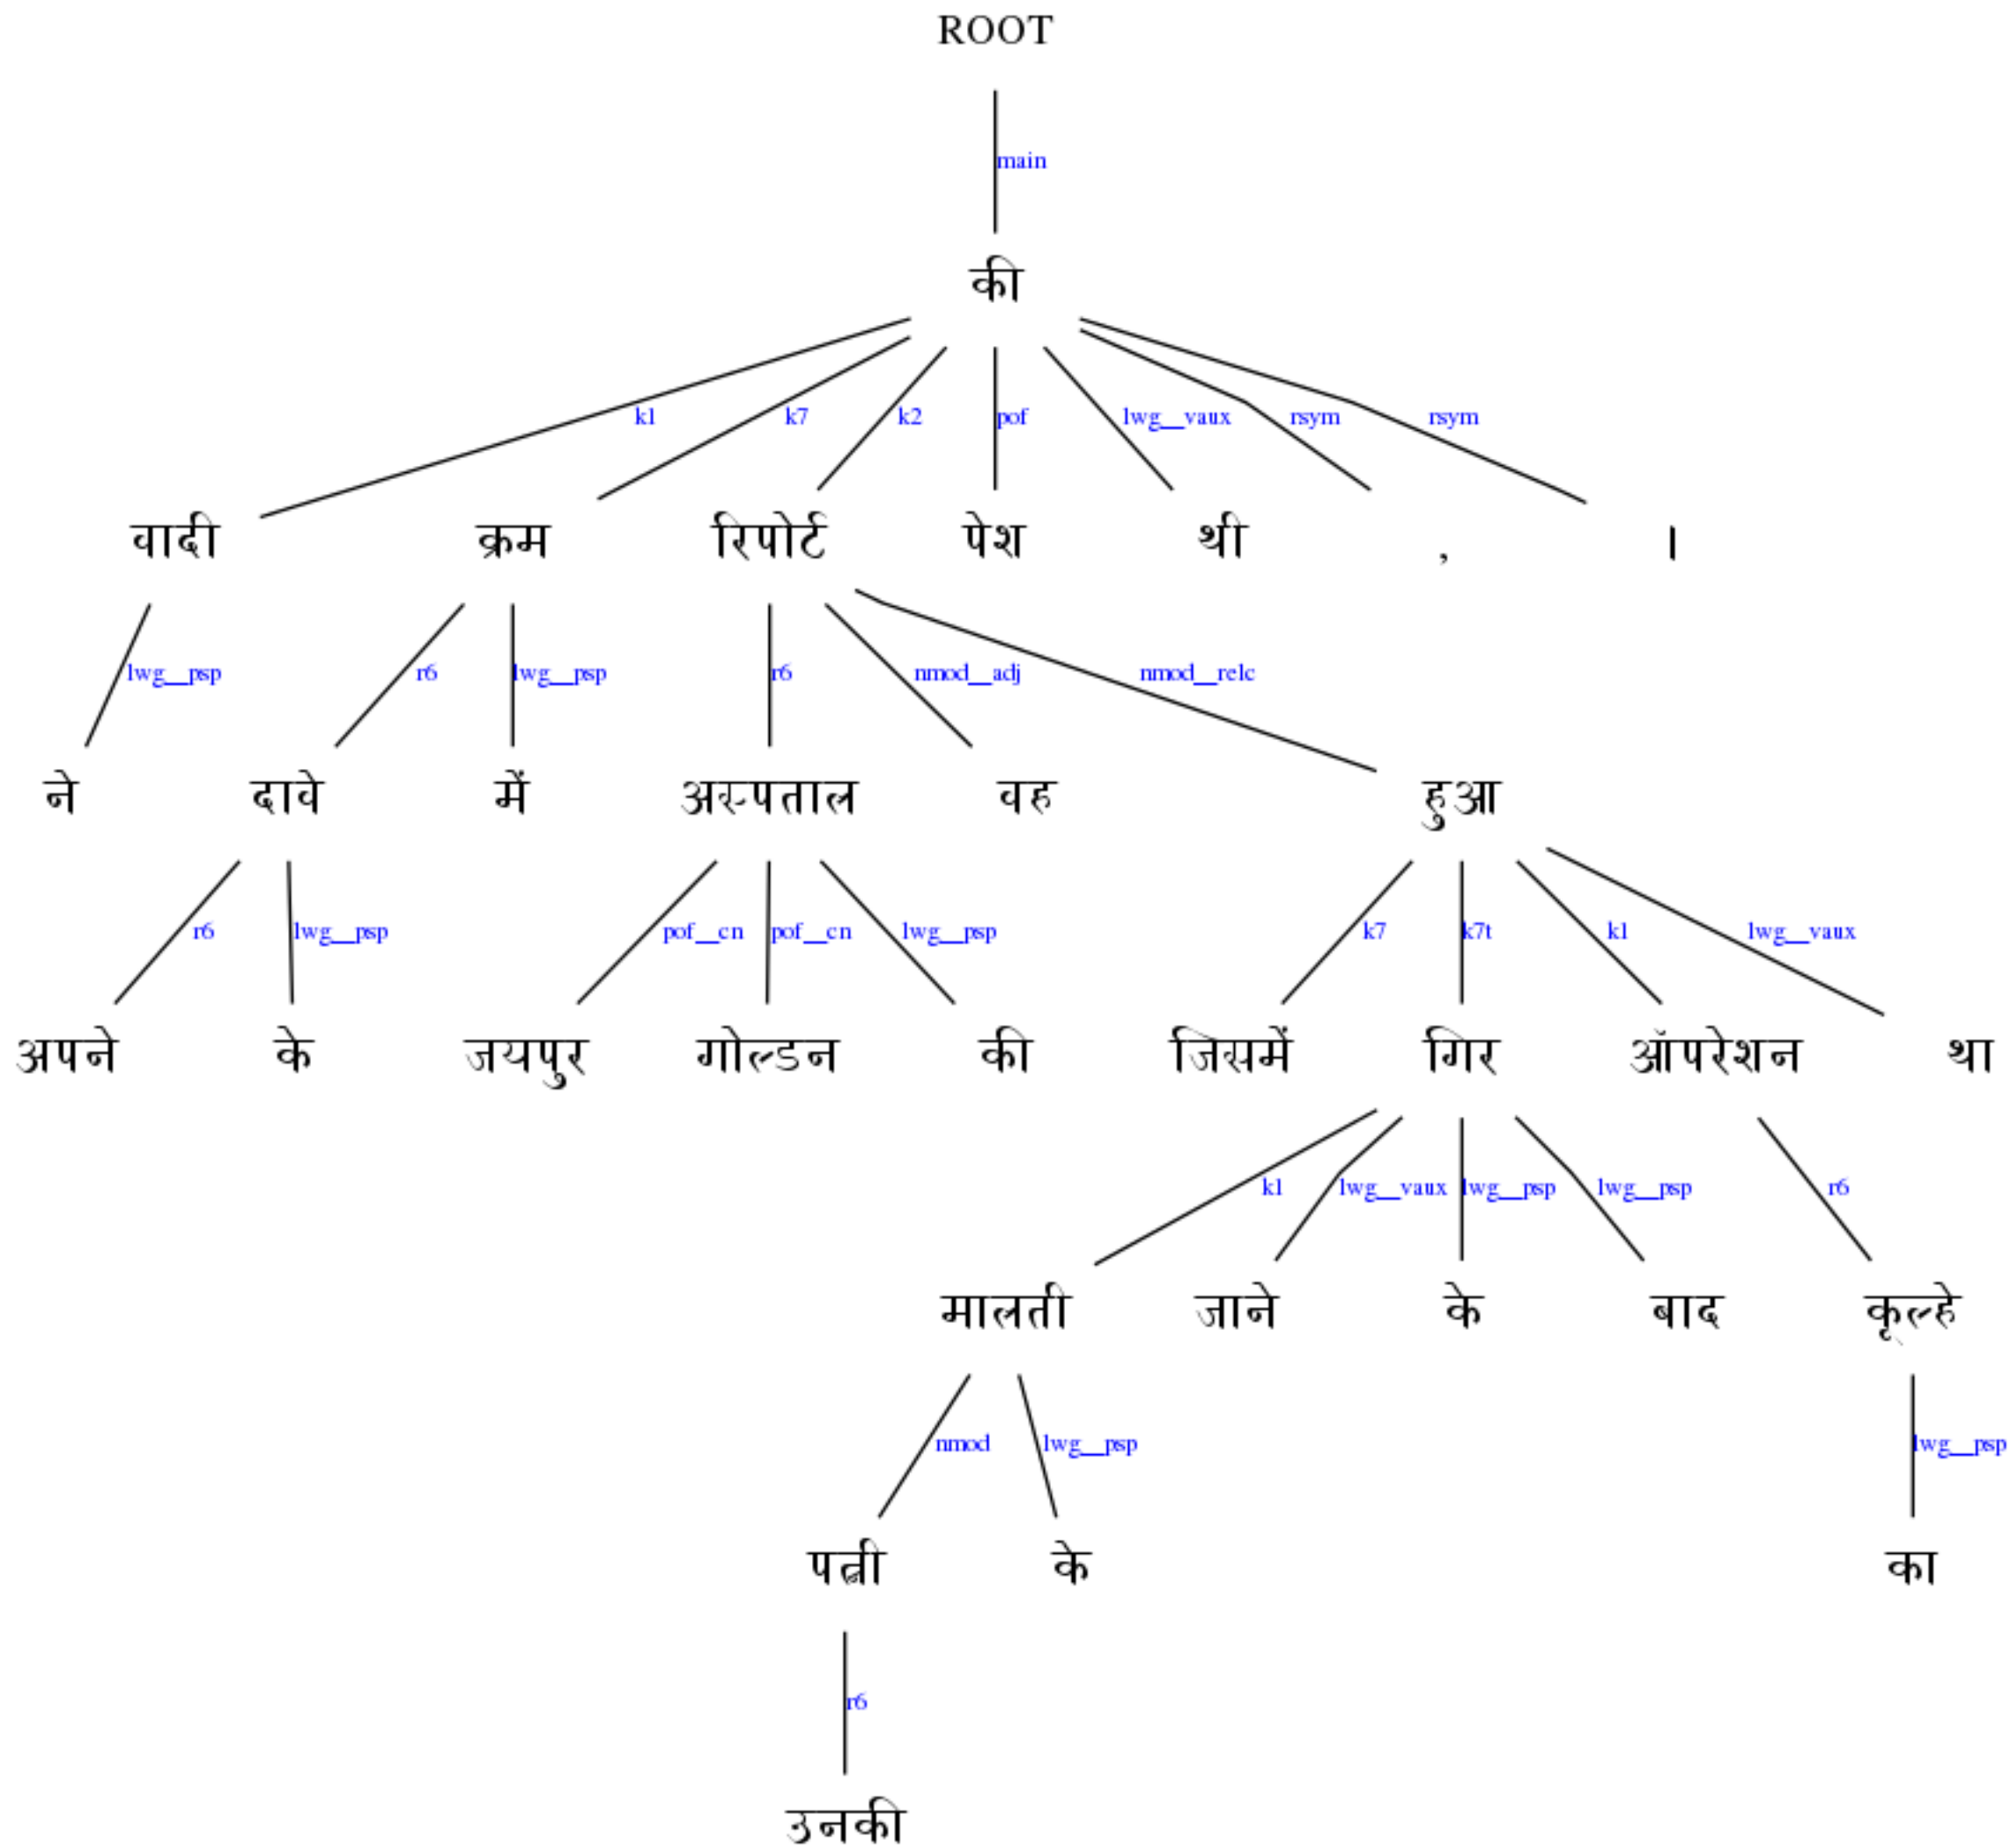 ROOT
main
की
k1 k7 k2 pof lwg__vaux rsym rsym
वादी क्रम रिपोर्ट पेश थी , ।
lwg__psp r6 lwg__psp r6 nmod__adj nmod__relc
ने दावे में अस्पताल वह हुआ
r6 lwg__psp pof__cn pof__cn lwg__psp k7 k7t k1 lwg__vaux
अपने के जयपुर गोल्डन की जिसमें गिर ऑपरेशन था
k1 lwg__vaux lwg__psp lwg__psp r6
मालती जाने के बाद कूल्हे
nmod lwg__psp lwg__psp
पत्नी के का
r6
उनकी